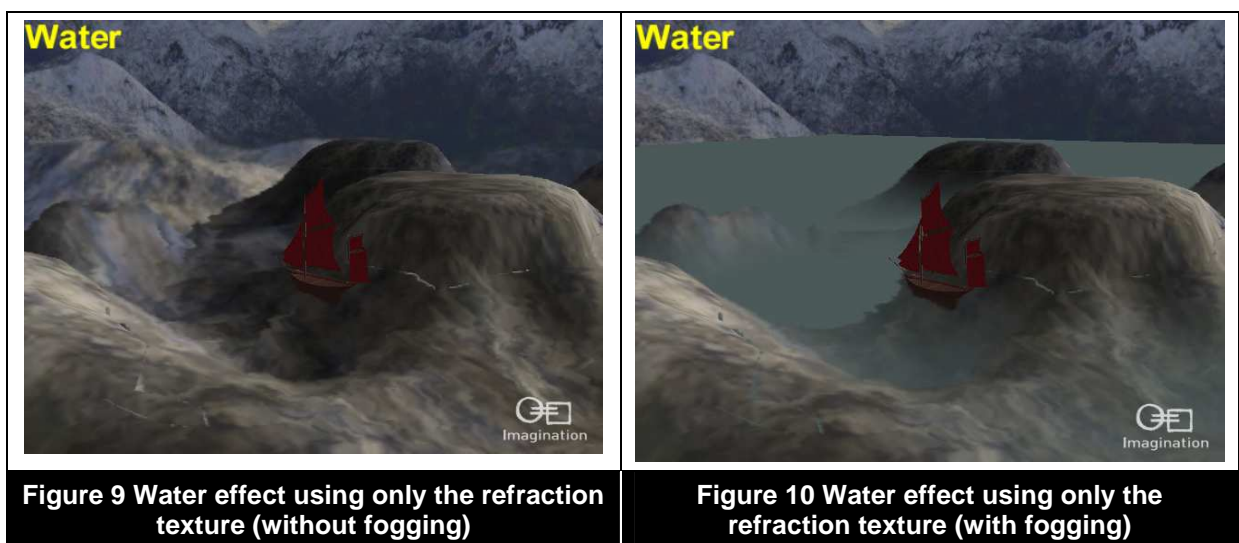 Water
Imagination
Figure 9 Water effect using only the refraction
texture (without fogging)
Water
Imagination
Figure 10 Water effect using only the
refraction texture (with fogging)